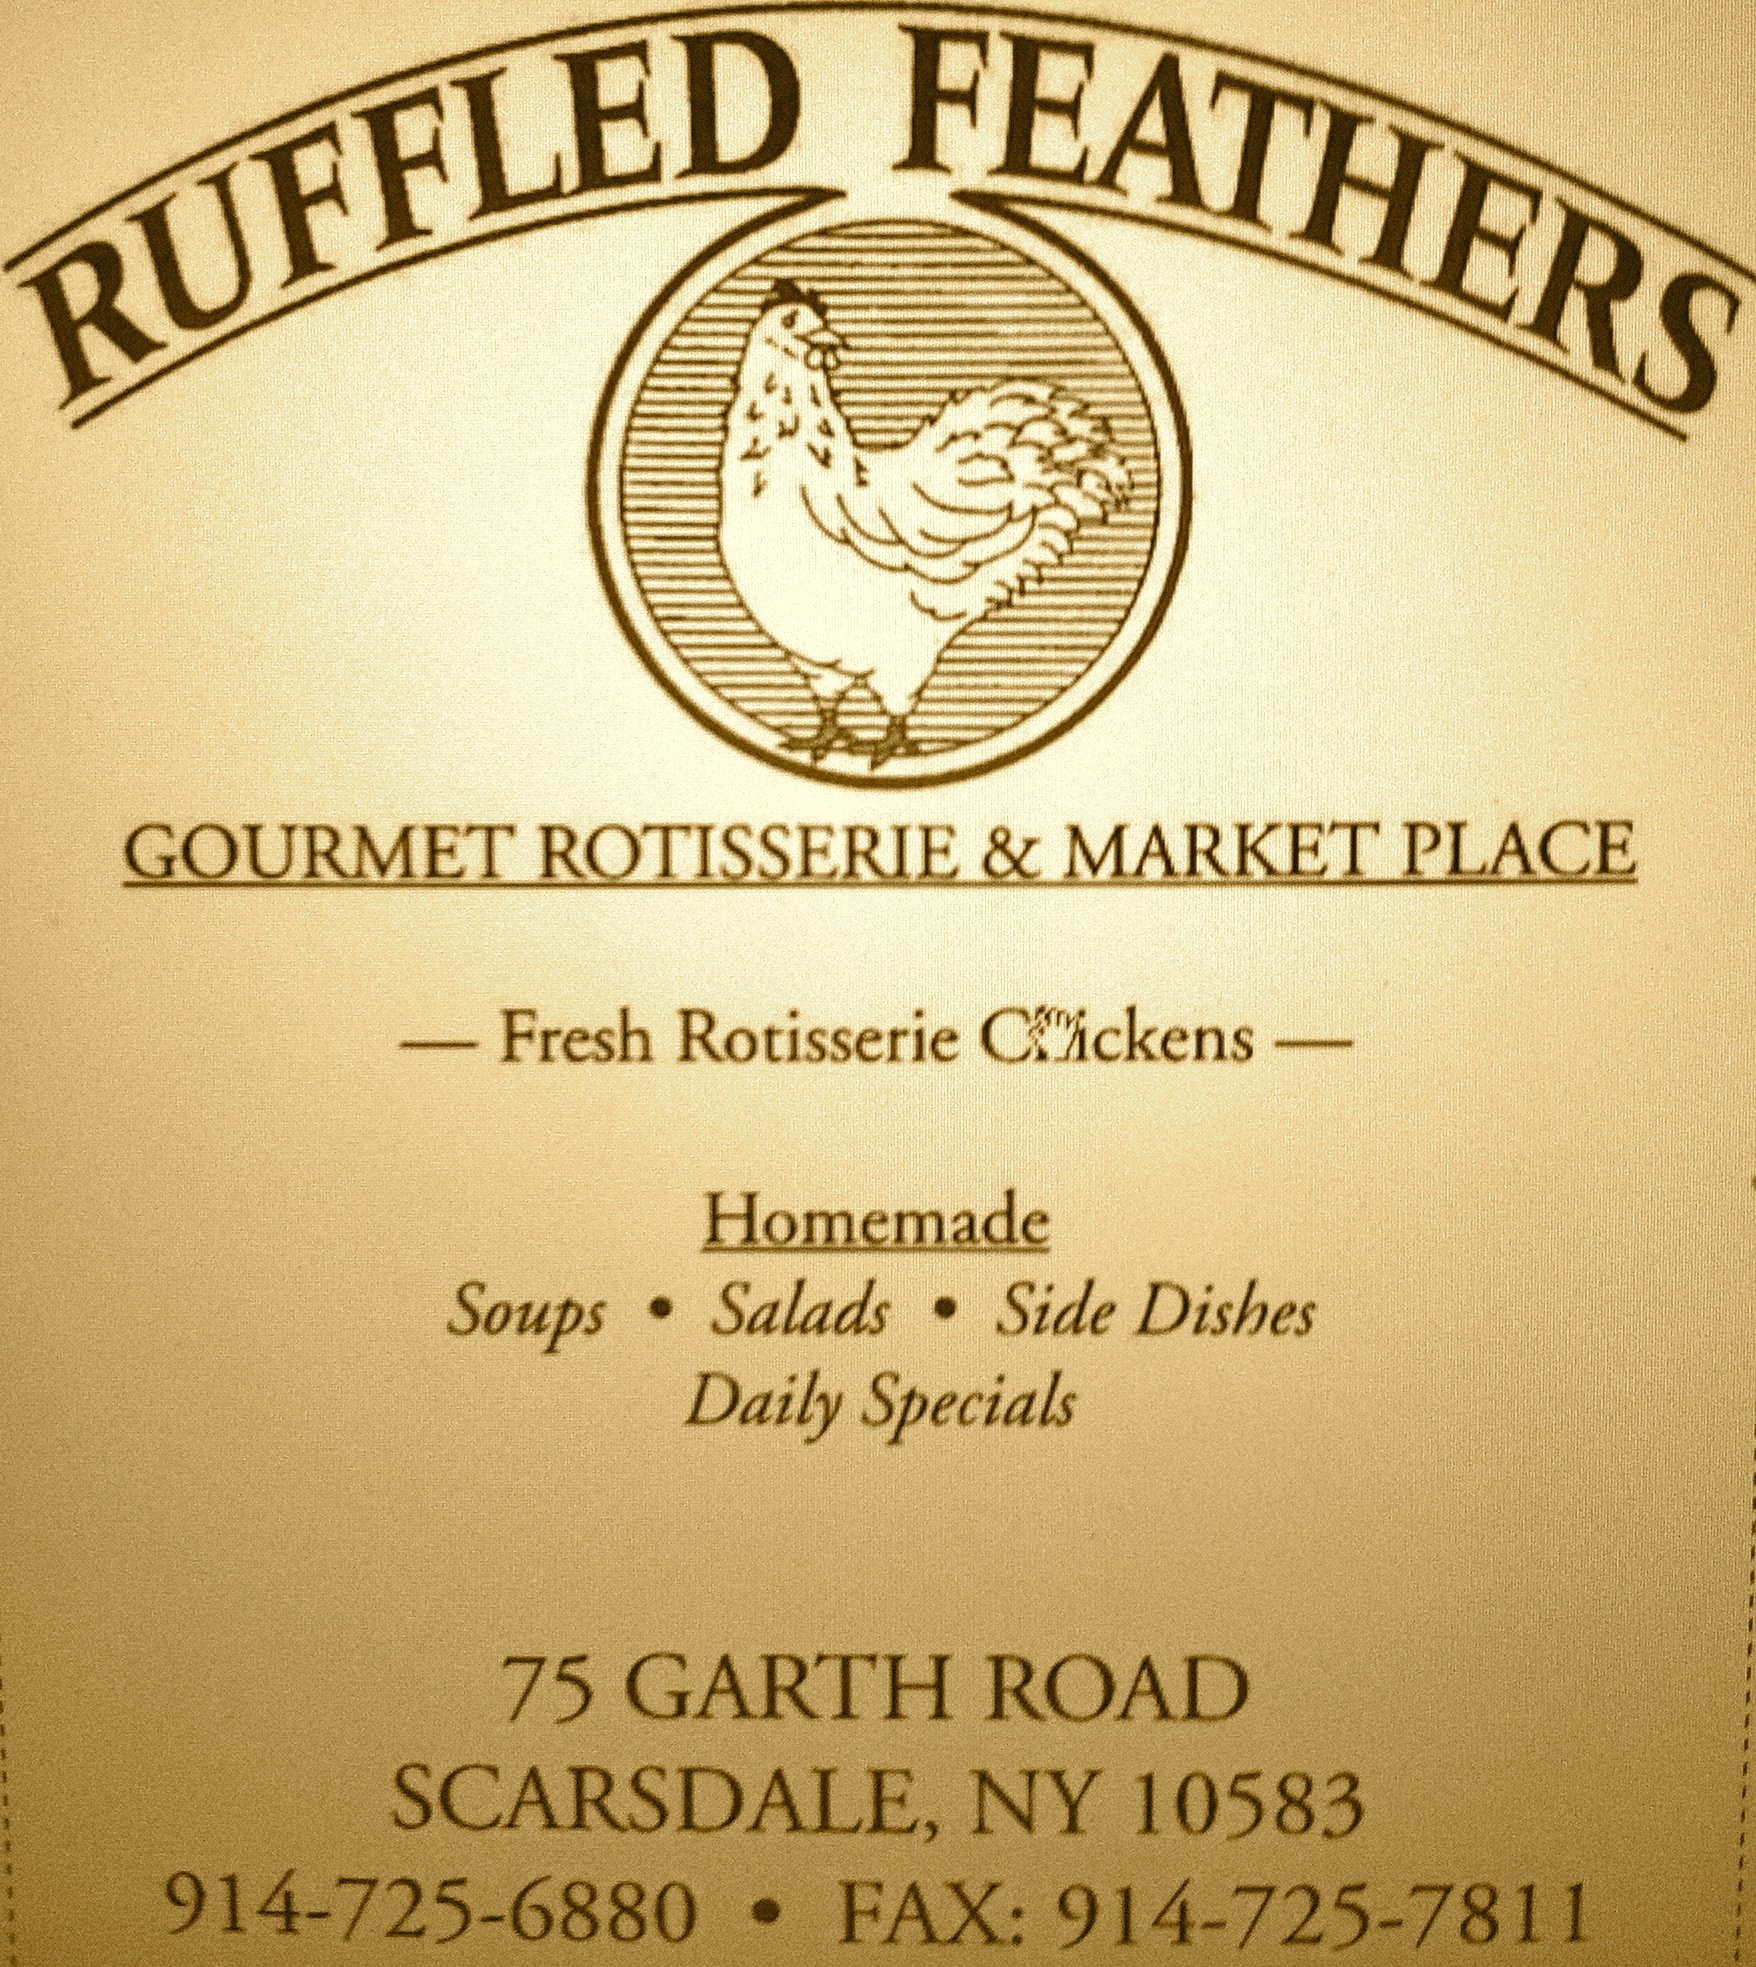 RUFFLED FEATHERS
GOURMET ROTISSERIE & MARKET PLACE
— Fresh Rotisserie Chickens —
Homemade
Soups • Salads • Side Dishes
Daily Specials
75 GARTH ROAD
SCARSDALE, NY 10583
914-725-6880 • FAX: 914-725-7811